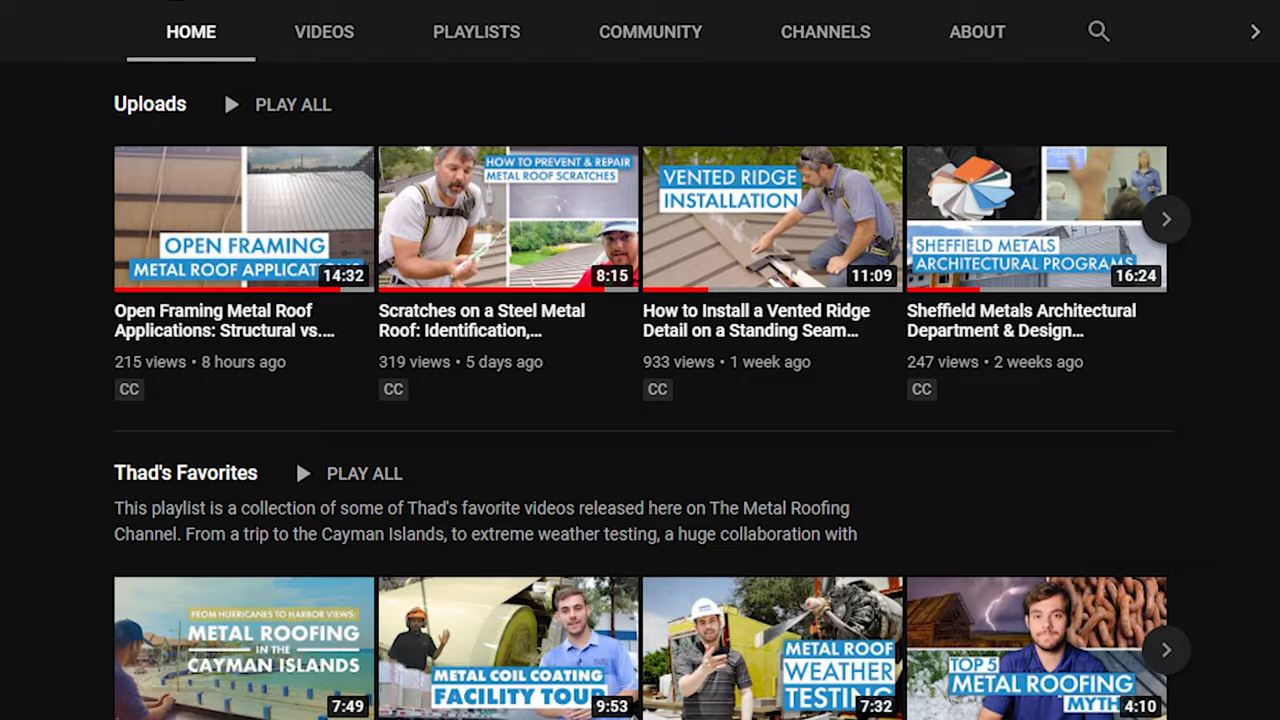 HOME VIDEOS PLAYLISTS COMMUNITY CHANNELS ABOUT
Uploads PLAY ALL
OPEN FRAMING
METAL ROOF APPLICAT
14:32
HOW TO PREVENT & REPAIR
METAL ROOF SCRATCHES
8:15
VENTED RIDGE
INSTALLATION
11:09
SHEFFIELD METALS
ARCHITECTURAL PROGRAMS
16:24
Open Framing Metal Roof
Applications: Structural vs....
215 views • 8 hours ago
CC
Scratches on a Steel Metal
Roof: Identification,...
319 views • 5 days ago
CC
How to Install a Vented Ridge
Detail on a Standing Seam...
933 views • 1 week ago
CC
Sheffield Metals Architectural
Department & Design...
247 views • 2 weeks ago
CC
Thad's Favorites PLAY ALL
This playlist is a collection of some of Thad's favorite videos released here on The Metal Roofing
Channel. From a trip to the Cayman Islands, to extreme weather testing, a huge collaboration with
FROM HURRICANES TO HARBOR VIEWS:
METAL ROOFING
IN THE
CAYMAN ISLANDS
7:49
METAL COIL COATING
FACILITY TOUR
9:53
METAL ROOF
WEATHER
TESTING
7:32
TOP 5
METAL ROOFING
MYTH
4:10